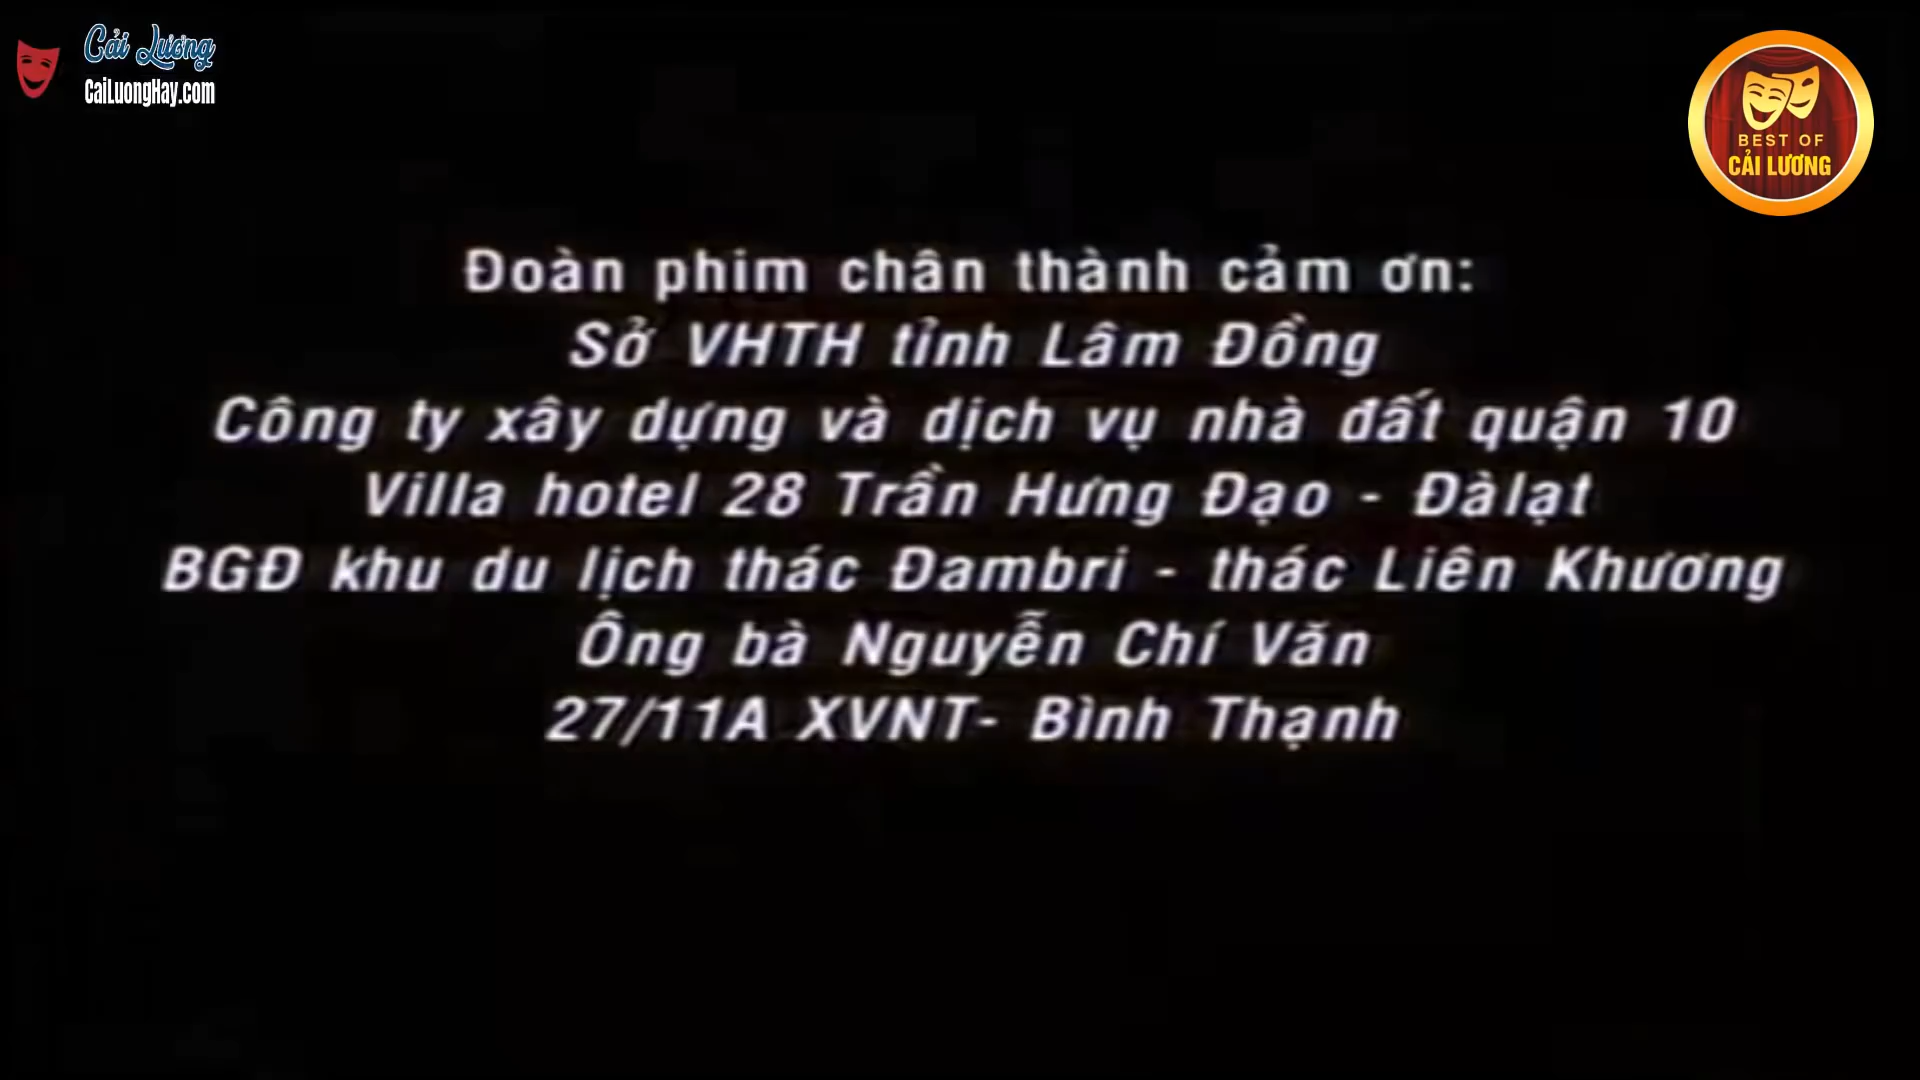 Cải Lương
CaiLuongHay.com
BEST OF
CẢI LƯƠNG
Đoàn phim chân thành cảm ơn:
Sở VHTH tỉnh Lâm Đồng
Công ty xây dựng và dịch vụ nhà đất quận 10
Villa hotel 28 Trần Hưng Đạo - Đàlạt
BGĐ khu du lịch thác Đambri - thác Liên Khương
Ông bà Nguyễn Chí Văn
27/11A XVNT- Bình Thạnh